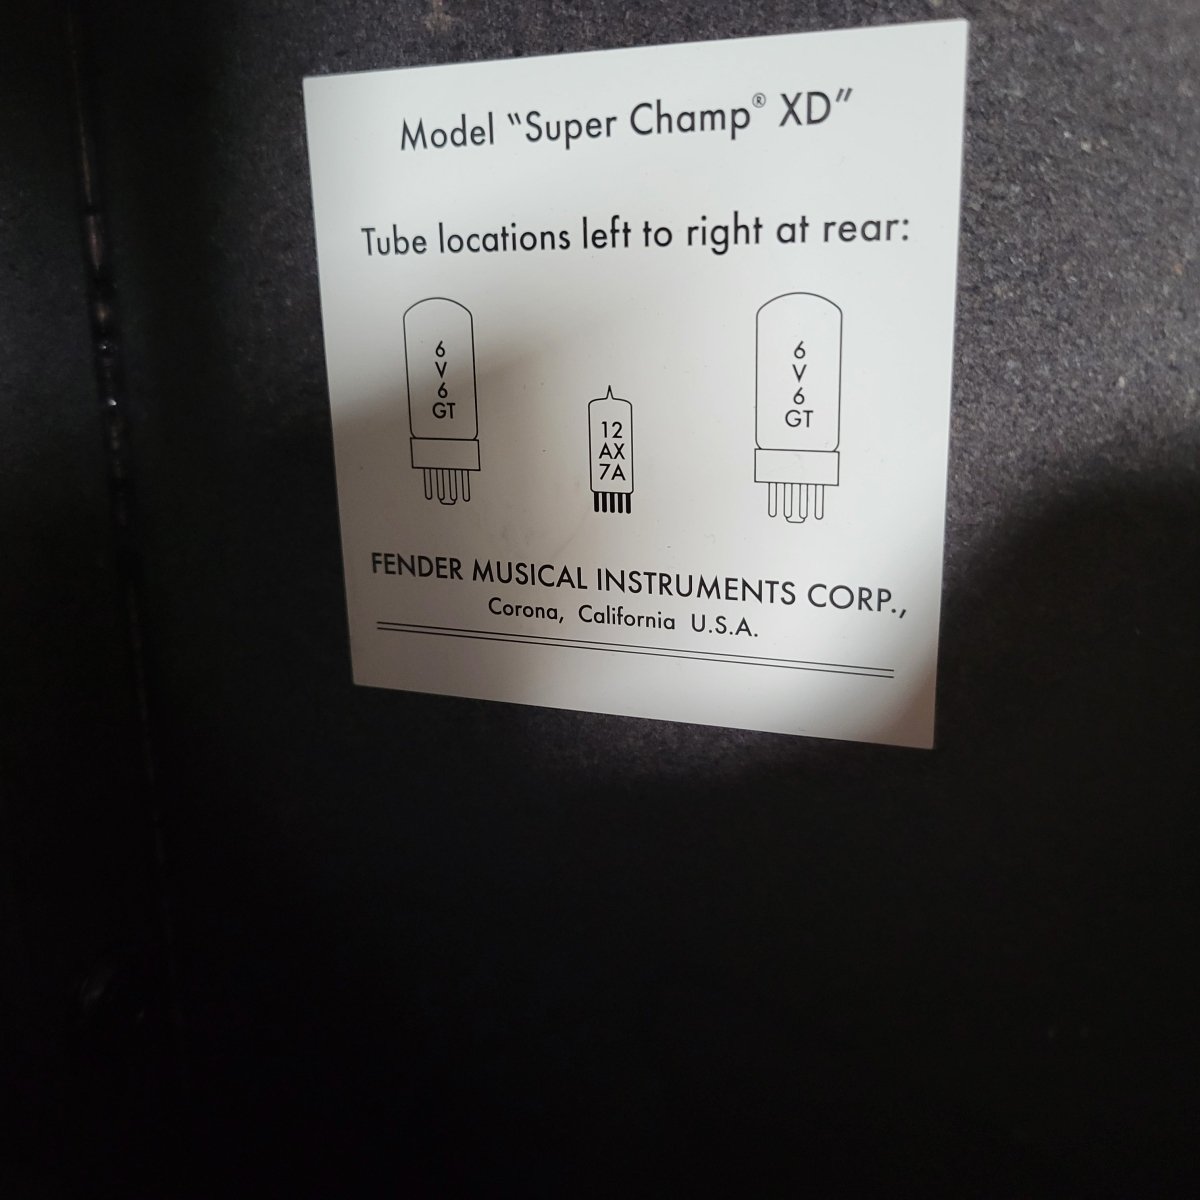 Model “Super Champ® XD”
Tube locations left to right at rear:
6
V
6
GT
12
AX
7A
6
V
6
GT
FENDER MUSICAL INSTRUMENTS CORP.,
Corona, California U.S.A.